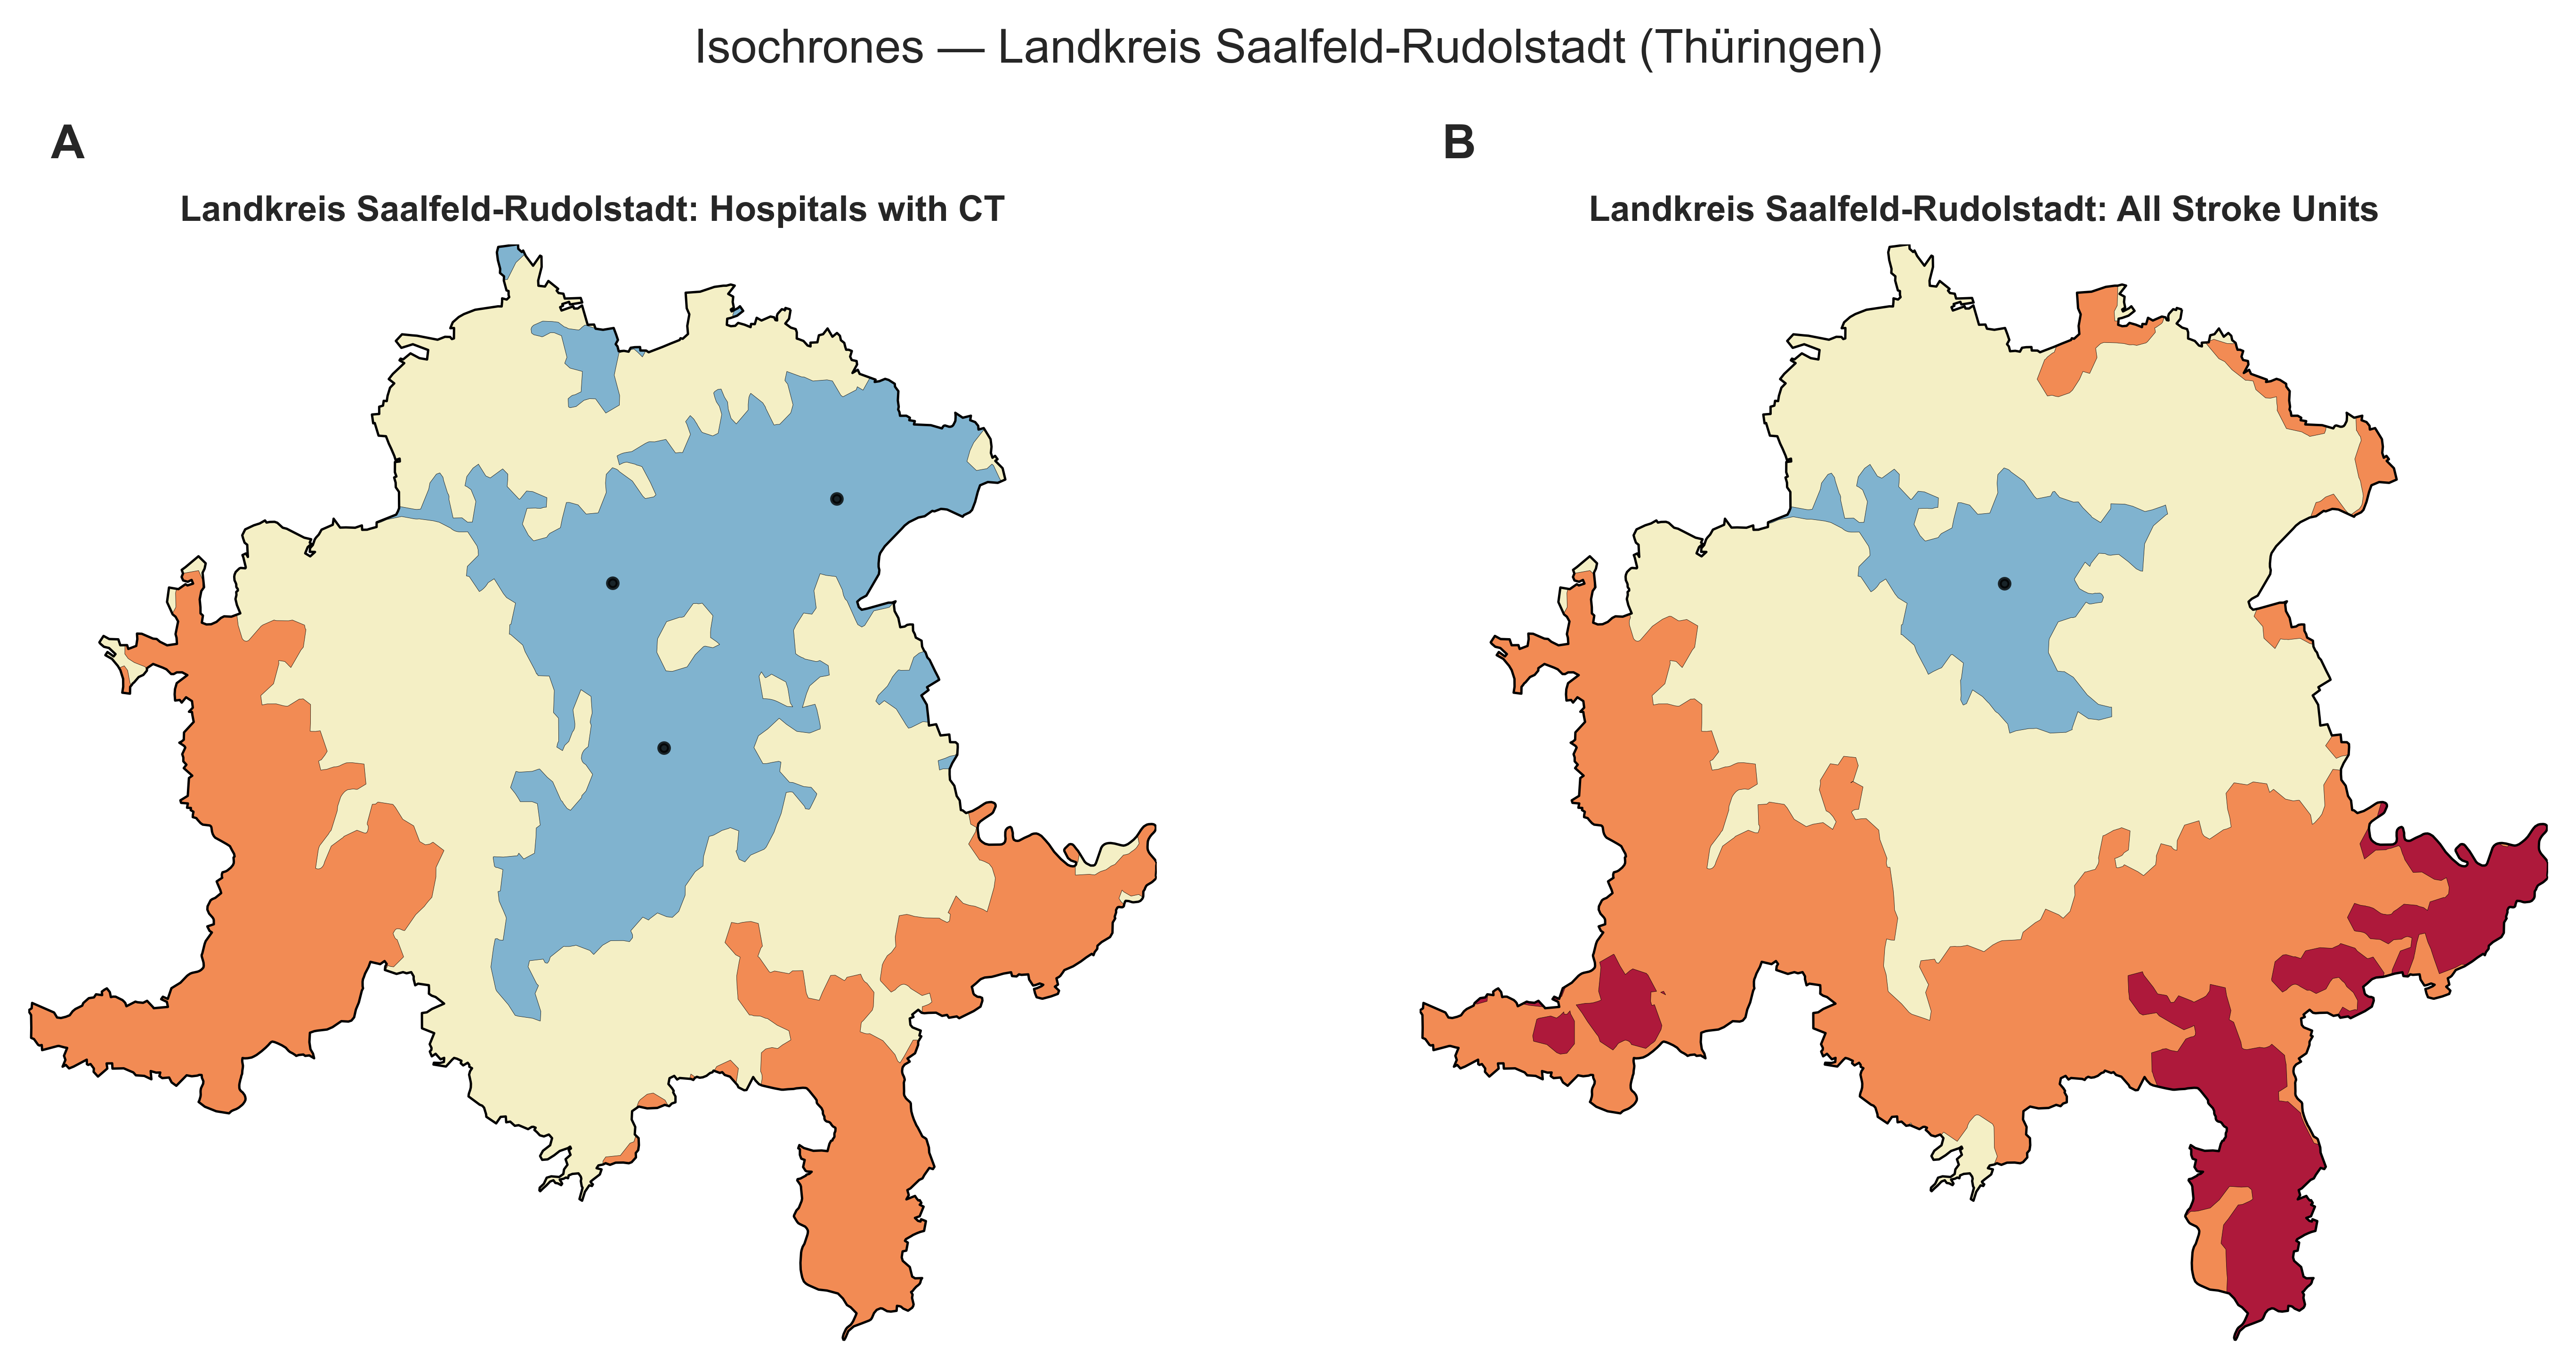 Isochrones — Landkreis Saalfeld-Rudolstadt (Thüringen)
A
B
Landkreis Saalfeld-Rudolstadt: Hospitals with CT
Landkreis Saalfeld-Rudolstadt: All Stroke Units